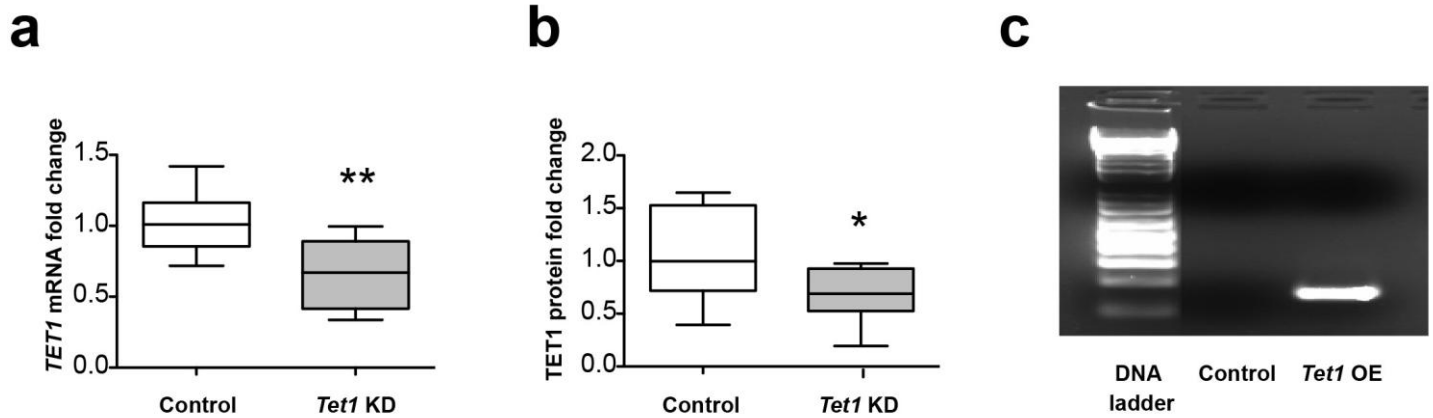 a
b
c
TET1 mRNA fold change
1.5
1.0
0.5
0.0
**
Control
Tet1 KD
TET1 protein fold change
2.0
1.5
1.0
0.5
0.0
*
Control
Tet1 KD
DNA
ladder
Control
Tet1 OE